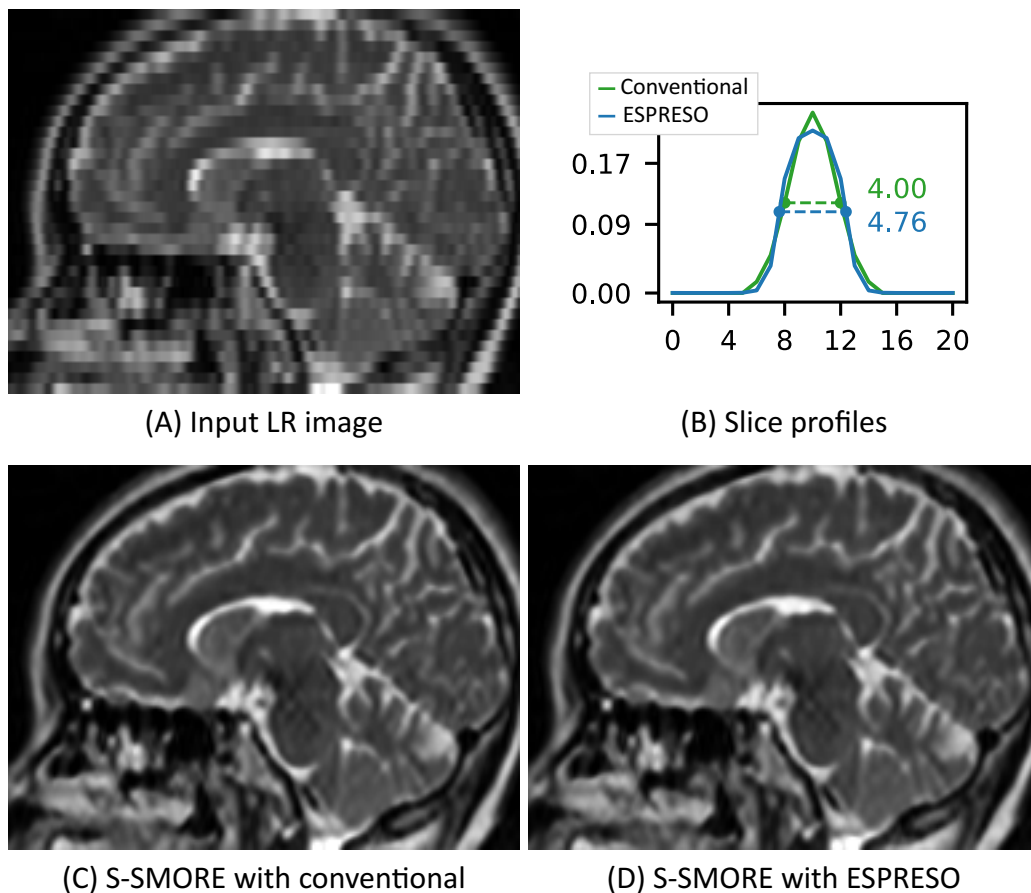 Conventional
ESPRESO
0.17
0.09
0.00
4.00
4.76
0 4 8 12 16 20
(A) Input LR image
(B) Slice profiles
(C) S-SMORE with conventional
(D) S-SMORE with ESPRESO